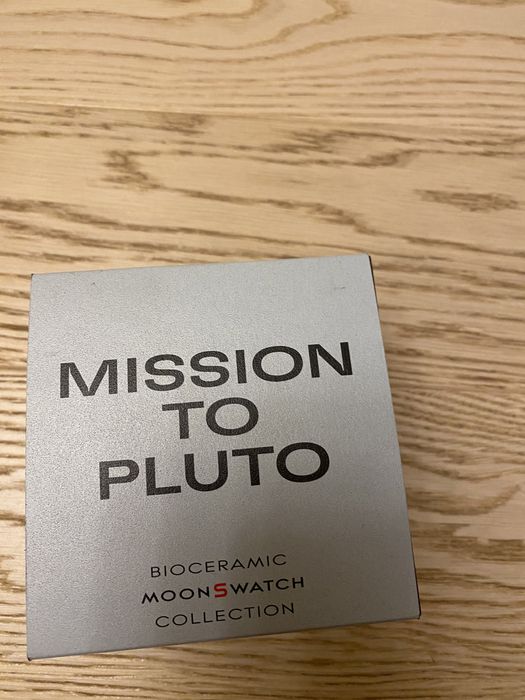 MISSION
TO
PLUTO
BIOCERAMIC
MOONSWATCH
COLLECTION